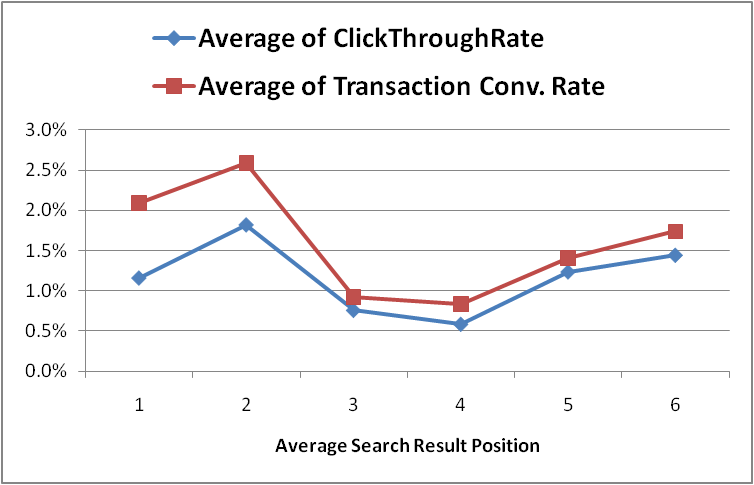 Average of ClickThroughRate
Average of Transaction Conv. Rate
3.0%
2.5%
2.0%
1.5%
1.0%
0.5%
0.0%
1 2 3 4 5 6
Average Search Result Position